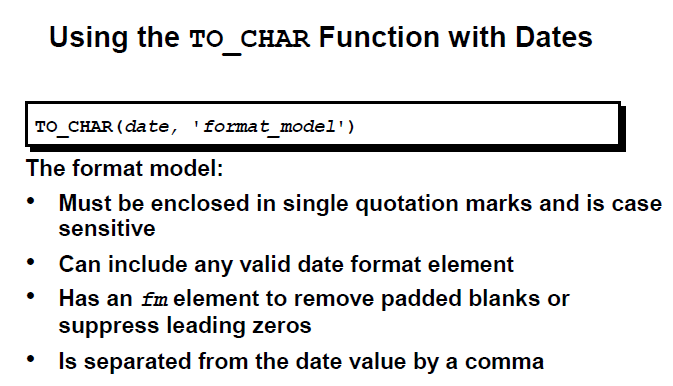 Using the TO_CHAR Function with Dates
TO_CHAR(date, 'format_model')
The format model:
• Must be enclosed in single quotation marks and is case
sensitive
• Can include any valid date format element
• Has an fm element to remove padded blanks or
suppress leading zeros
• Is separated from the date value by a comma